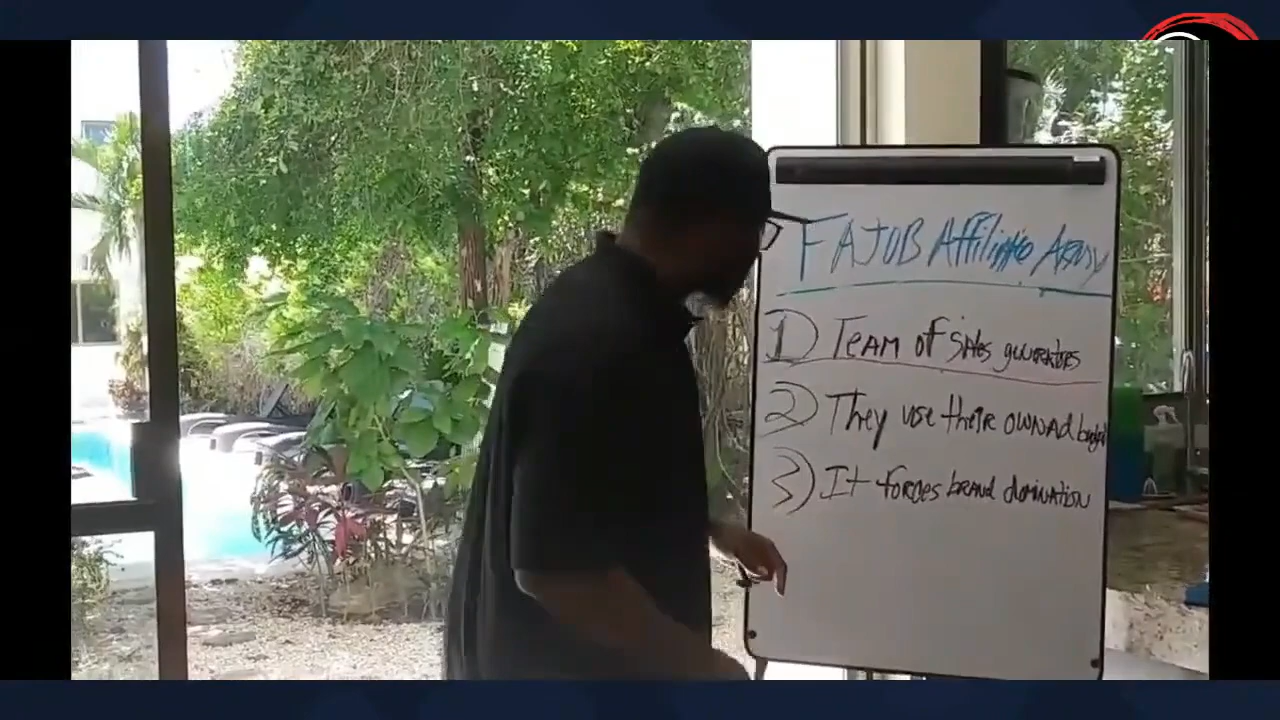 FAJOB Affiliate Army
1) TEAM OF SAles generators
2) They use their OWN Ad budget
3) It forces brand domination